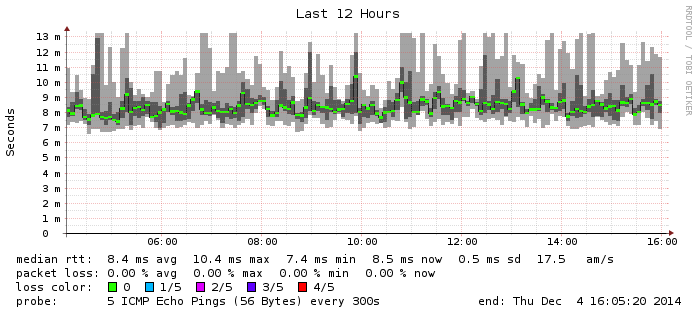 Last 12 Hours
RRDTOOL / TOBI OETIKER
Seconds
13 m
12 m
11 m
10 m
9 m
8 m
7 m
6 m
5 m
4 m
3 m
2 m
1 m
0
06:00 08:00 10:00 12:00 14:00 16:00
median rtt: 8.4 ms avg 10.4 ms max 7.4 ms min 8.5 ms now 0.5 ms sd 17.5 am/s
packet loss: 0.00 % avg 0.00 % max 0.00 % min 0.00 % now
loss color: 0 1/5 2/5 3/5 4/5
probe: 5 ICMP Echo Pings (56 Bytes) every 300s end: Thu Dec 4 16:05:20 2014